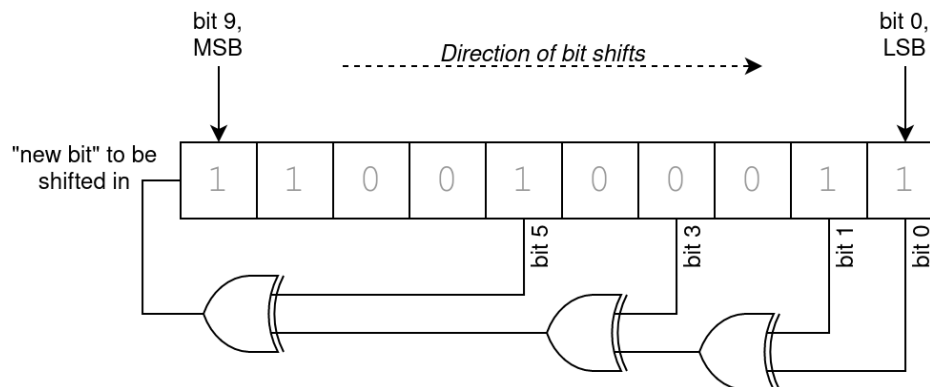 bit 9,
MSB
Direction of bit shifts
bit 0,
LSB
"new bit" to be
shifted in
1 1 0 0 1 0 0 0 1 1
bit 5
bit 3
bit 1
bit 0